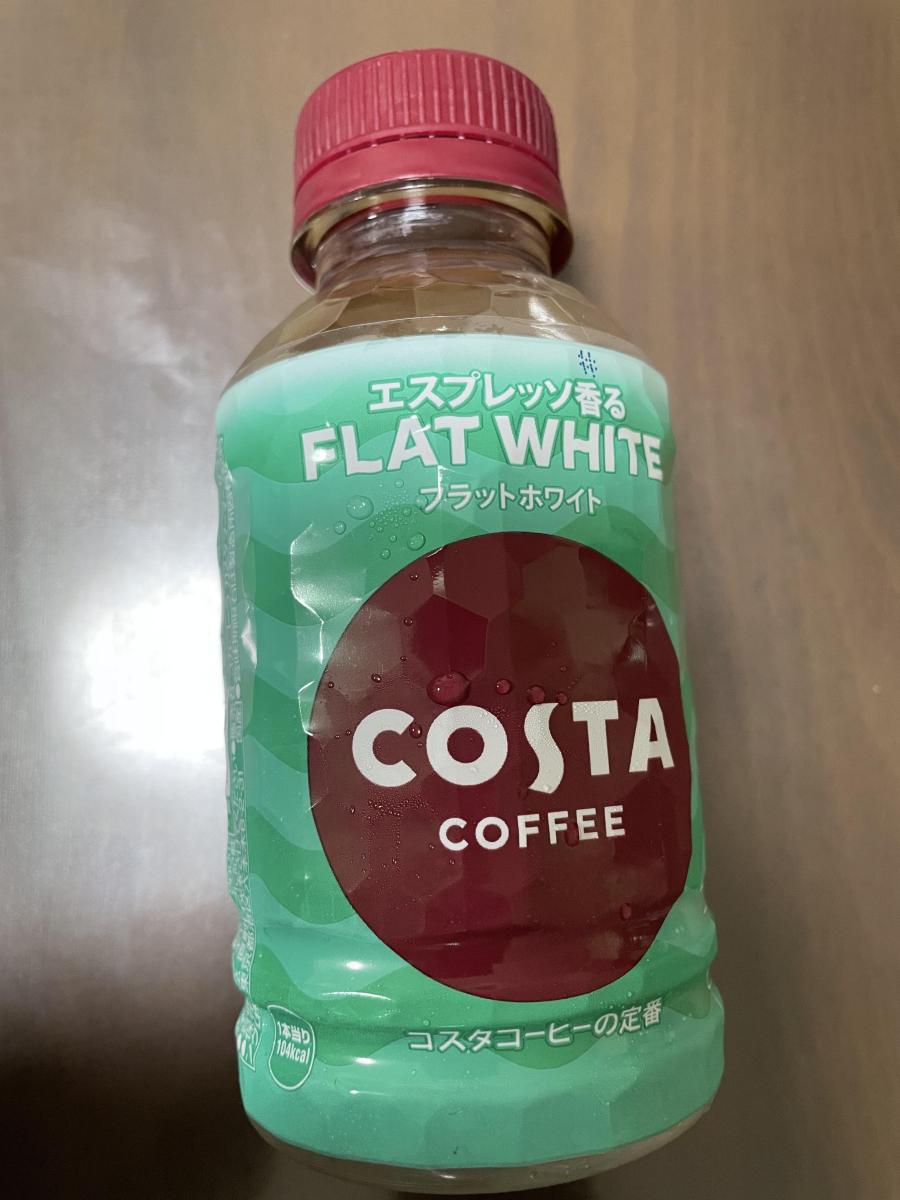 エスプレッソ香る
FLAT WHITE
フラットホワイト
COSTA
COFFEE
コスタコーヒーの定番
1本当り
104kcal